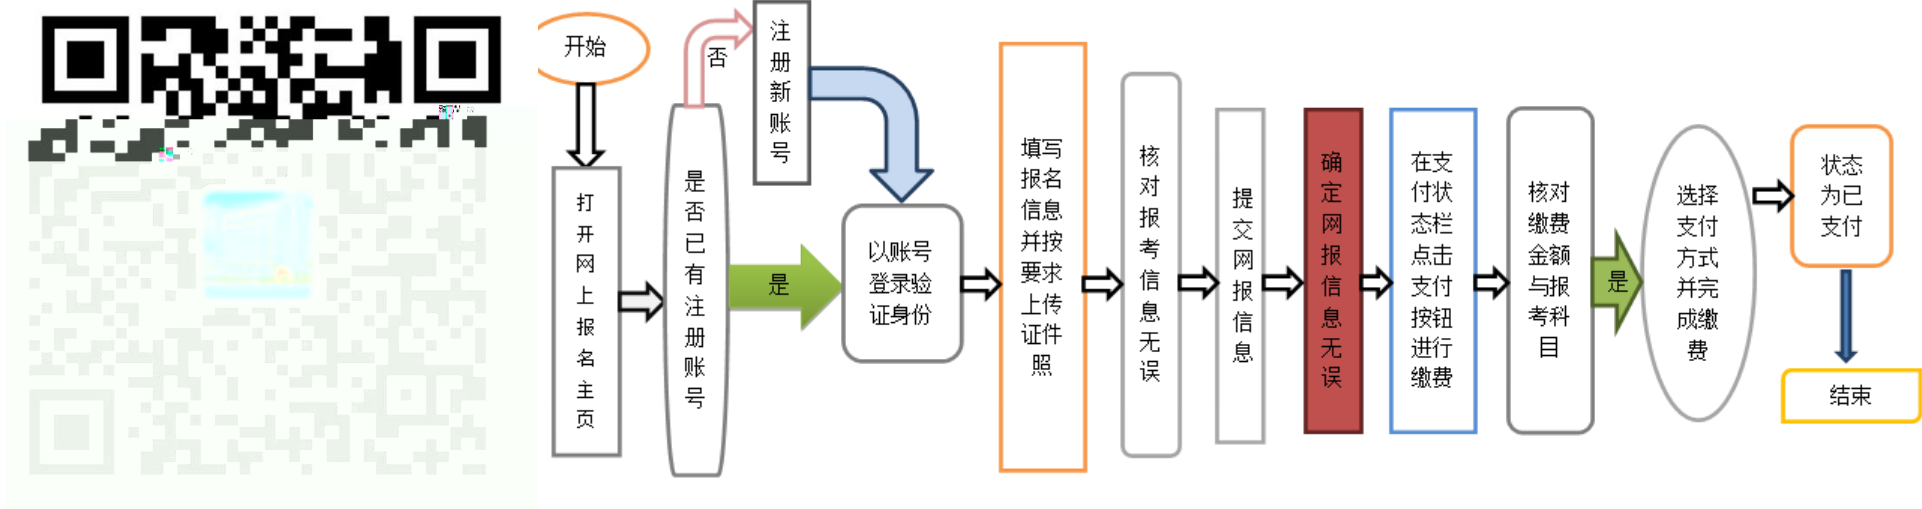 开始
打
开
网
上
报
名
主
页
是
否
已
有
注
册
账
号
否
注
册
新
账
号
是
以账号
登录验
证身份
填写
报名
信息
并按
要求
上传
证件
照
核
对
报
考
信
息
无
误
提
交
网
报
信
息
确
定
网
报
信
息
无
误
在支
付状
态栏
点击
支付
按钮
进行
缴费
核对
缴费
金额
与报
考科
目
是
选择
支付
方式
并完
成缴
费
状态
为已
支付
结束